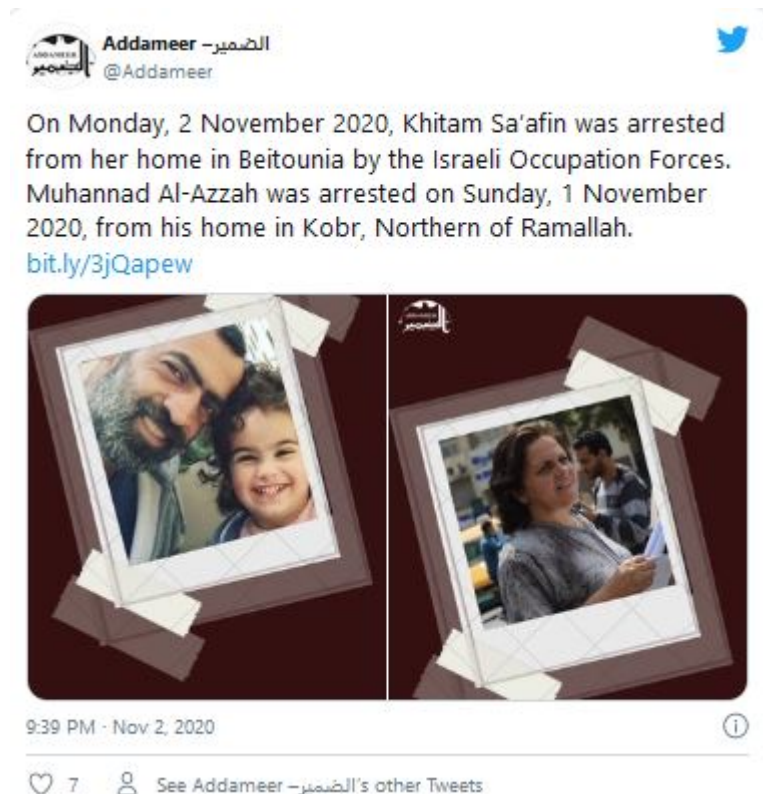 Addameer –الضمير
@Addameer
On Monday, 2 November 2020, Khitam Sa'afin was arrested
from her home in Beitounia by the Israeli Occupation Forces.
Muhannad Al-Azzah was arrested on Sunday, 1 November
2020, from his home in Kobr, Northern of Ramallah.
bit.ly/3jQapew
ADDAMEER
الضمير
9:39 PM · Nov 2, 2020
7
See Addameer –الضمير's other Tweets